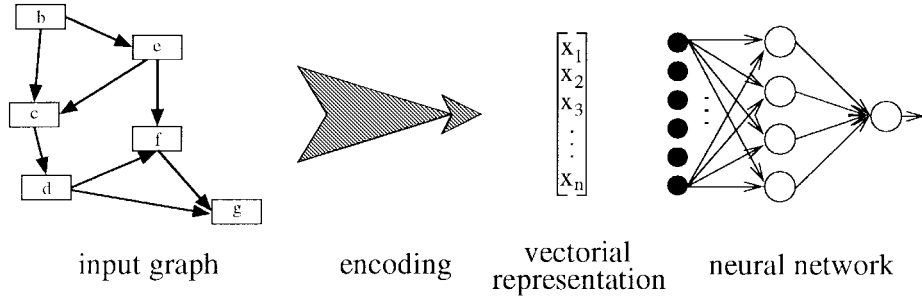 b
e
c
f
d
g
x1
x2
x3
xn
input graph
encoding
vectorial
representation
neural network